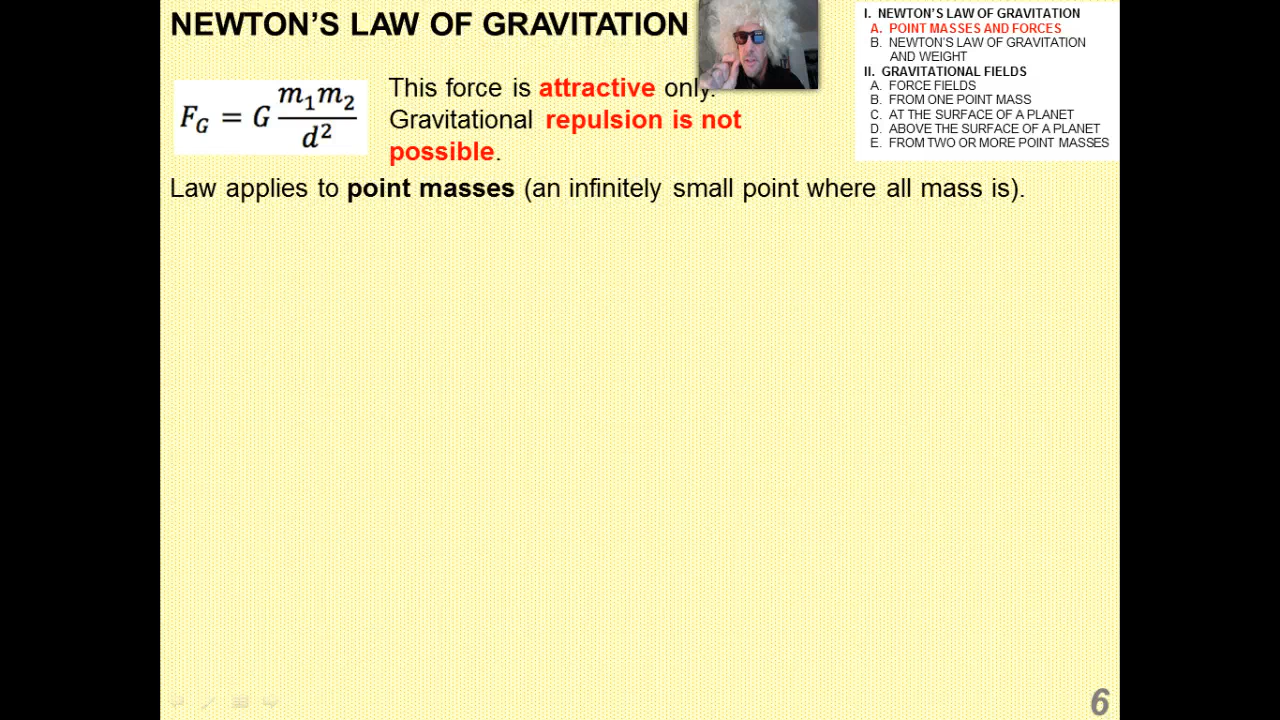 NEWTON'S LAW OF GRAVITATION
F_G = G \frac{m_1 m_2}{d^2}
This force is attractive only.
Gravitational repulsion is not
possible.
Law applies to point masses (an infinitely small point where all mass is).
I. NEWTON'S LAW OF GRAVITATION
A. POINT MASSES AND FORCES
B. NEWTON'S LAW OF GRAVITATION
AND WEIGHT
II. GRAVITATIONAL FIELDS
A. FORCE FIELDS
B. FROM ONE POINT MASS
C. AT THE SURFACE OF A PLANET
D. ABOVE THE SURFACE OF A PLANET
E. FROM TWO OR MORE POINT MASSES
6